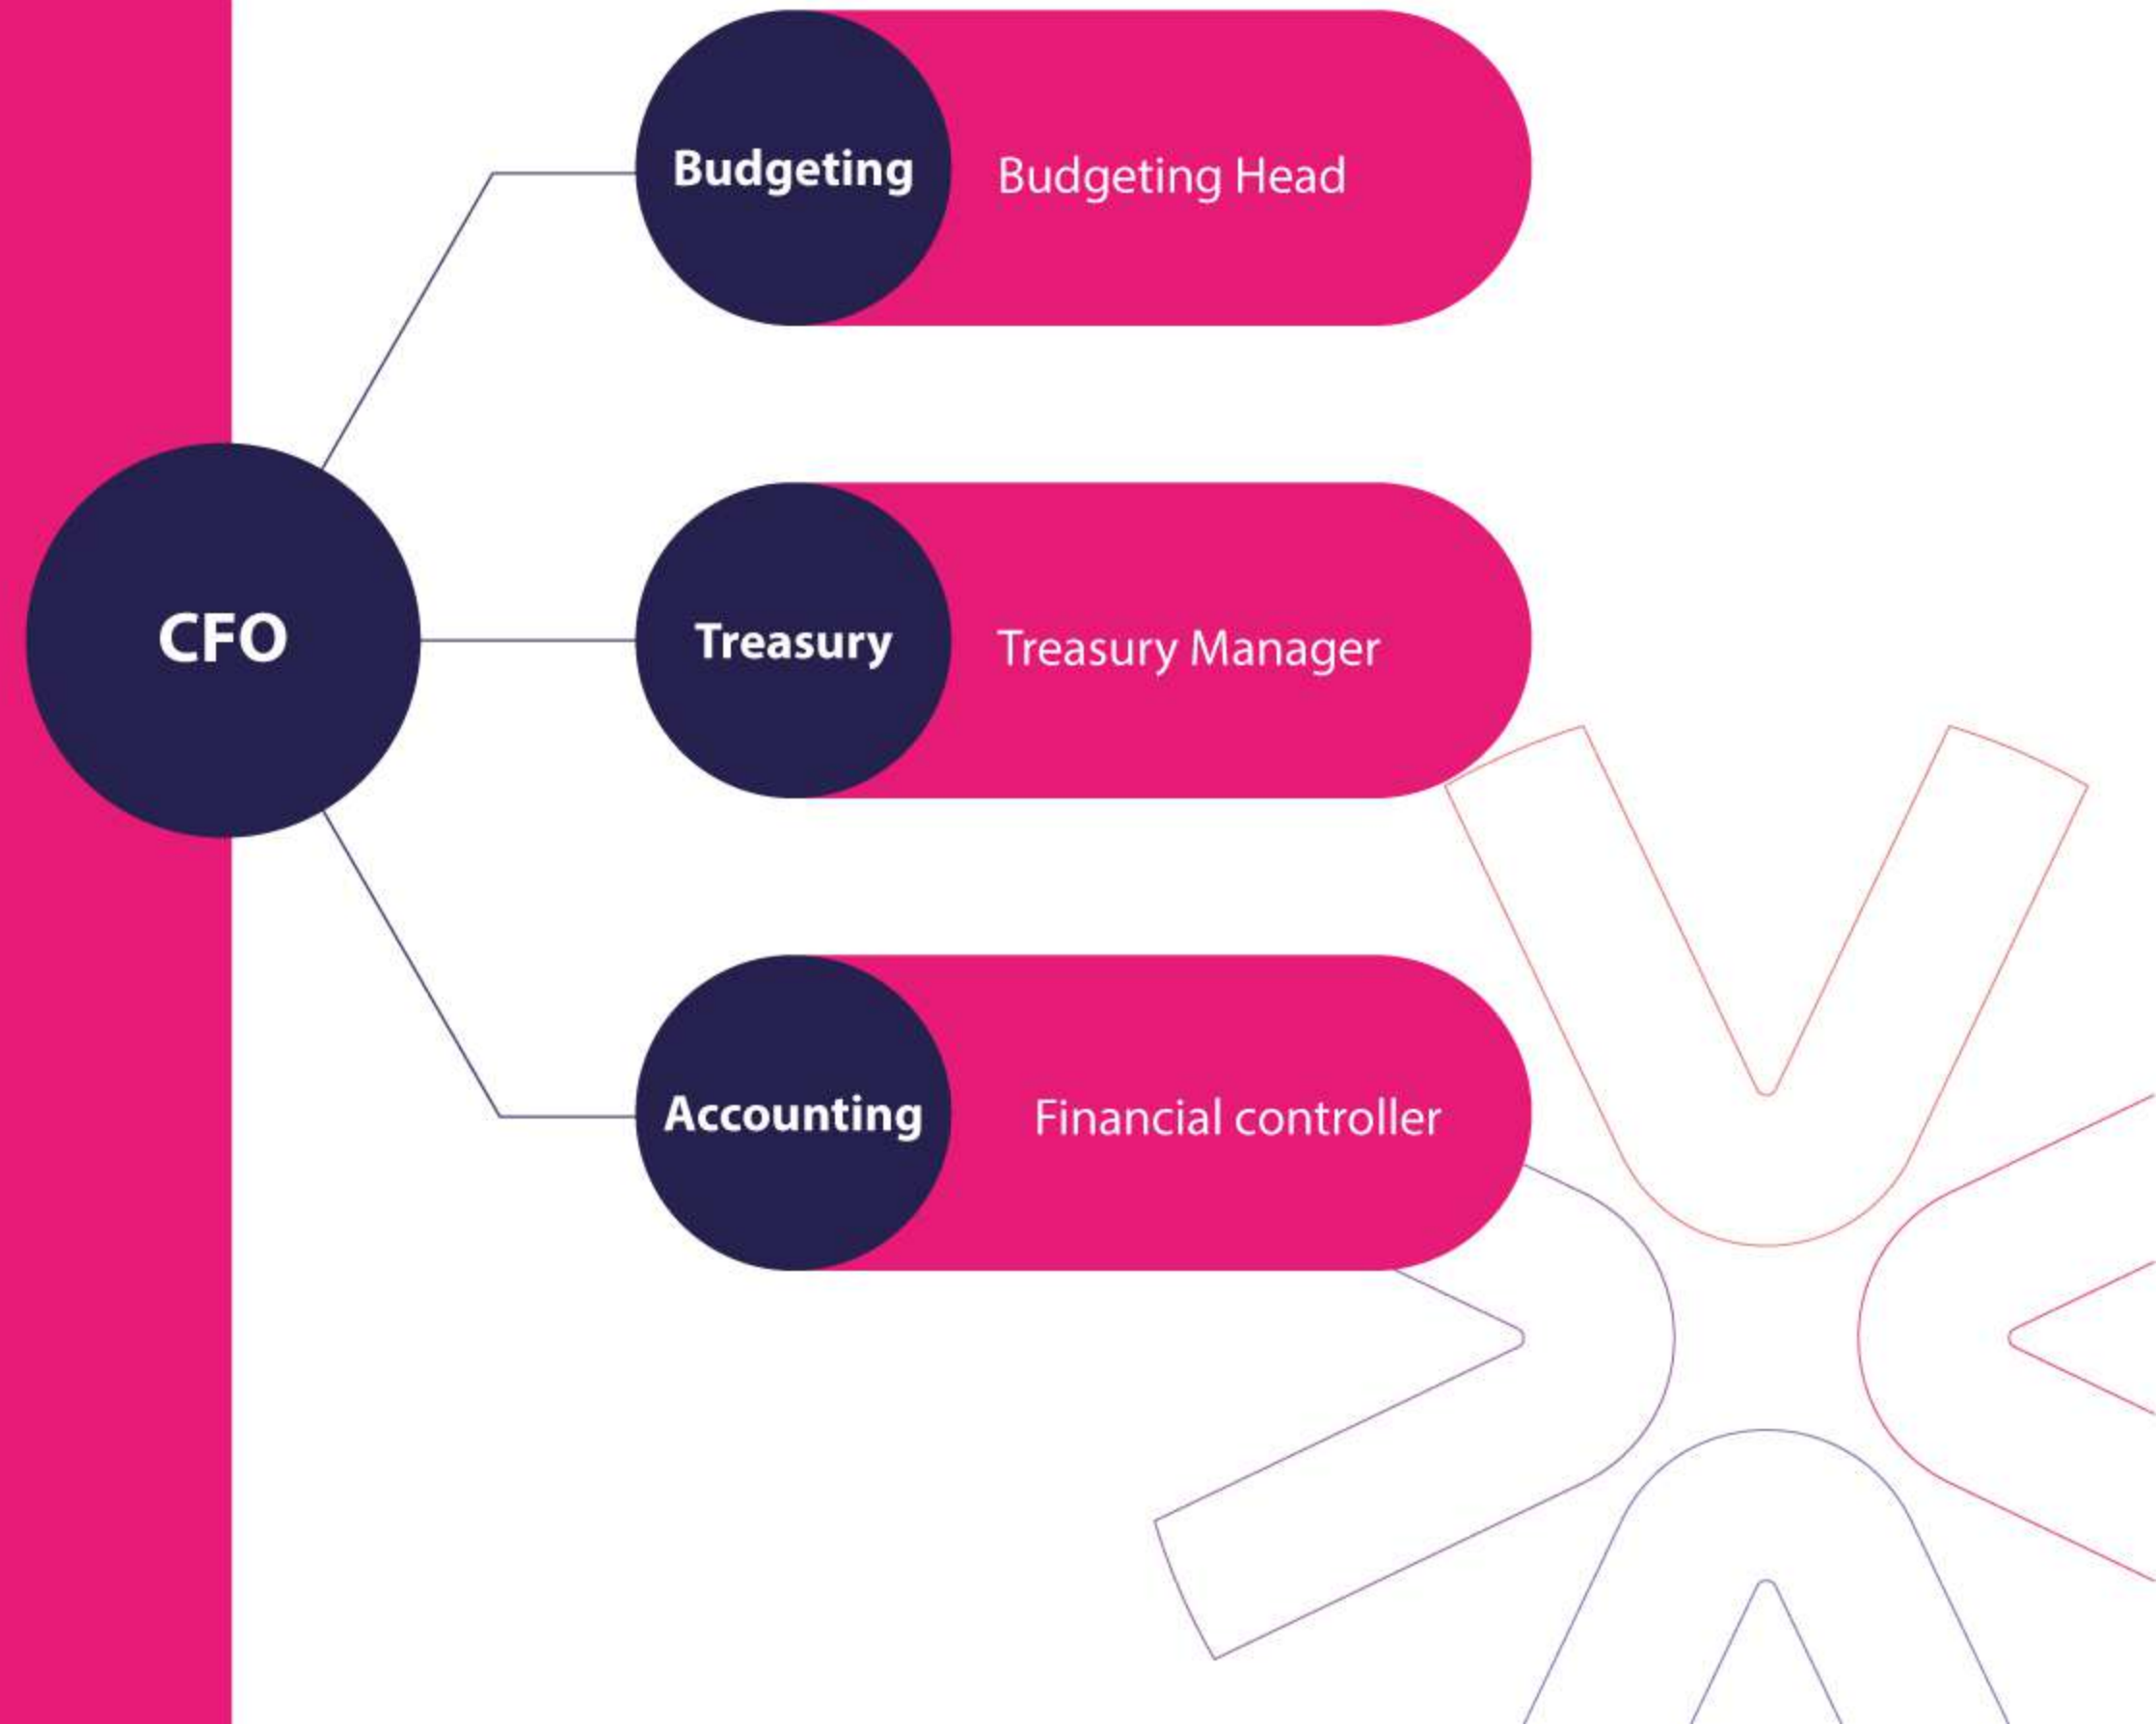 Budgeting Budgeting Head
CFO
Treasury Treasury Manager
Accounting Financial controller